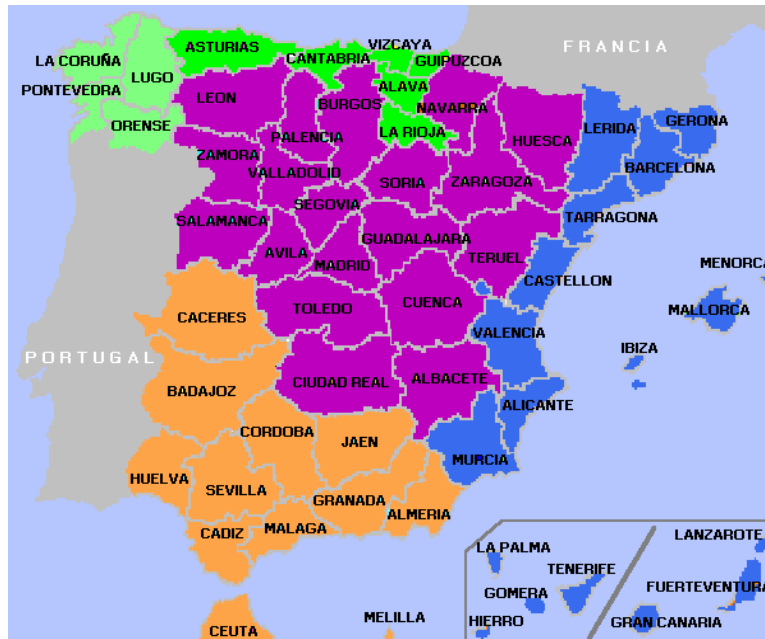 FRANCIA
VIZCAYA
ASTURIAS
CANTABRIA
GUIPUZCOA
LA CORUÑA
LUGO
PONTEVEDRA
ALAVA
LEON
BURGOS
NAVARRA
GERONA
ORENSE
PALENCIA
LA RIOJA
HUESCA
LERIDA
ZAMORA
VALLADOLID
SORIA
ZARAGOZA
BARCELONA
SEGOVIA
SALAMANCA
TARRAGONA
AVILA
MADRID
GUADALAJARA
TERUEL
MENORCA
CASTELLON
CACERES
TOLEDO
CUENCA
MALLORCA
VALENCIA
PORTUGAL
IBIZA
BADAJOZ
CIUDAD REAL
ALBACETE
ALICANTE
CORDOBA
JAEN
MURCIA
HUELVA
SEVILLA
GRANADA
ALMERIA
CADIZ
MALAGA
LANZAROTE
LA PALMA
TENERIFE
FUERTEVENTURA
GOMERA
MELILLA
HIERRO
GRAN CANARIA
CEUTA